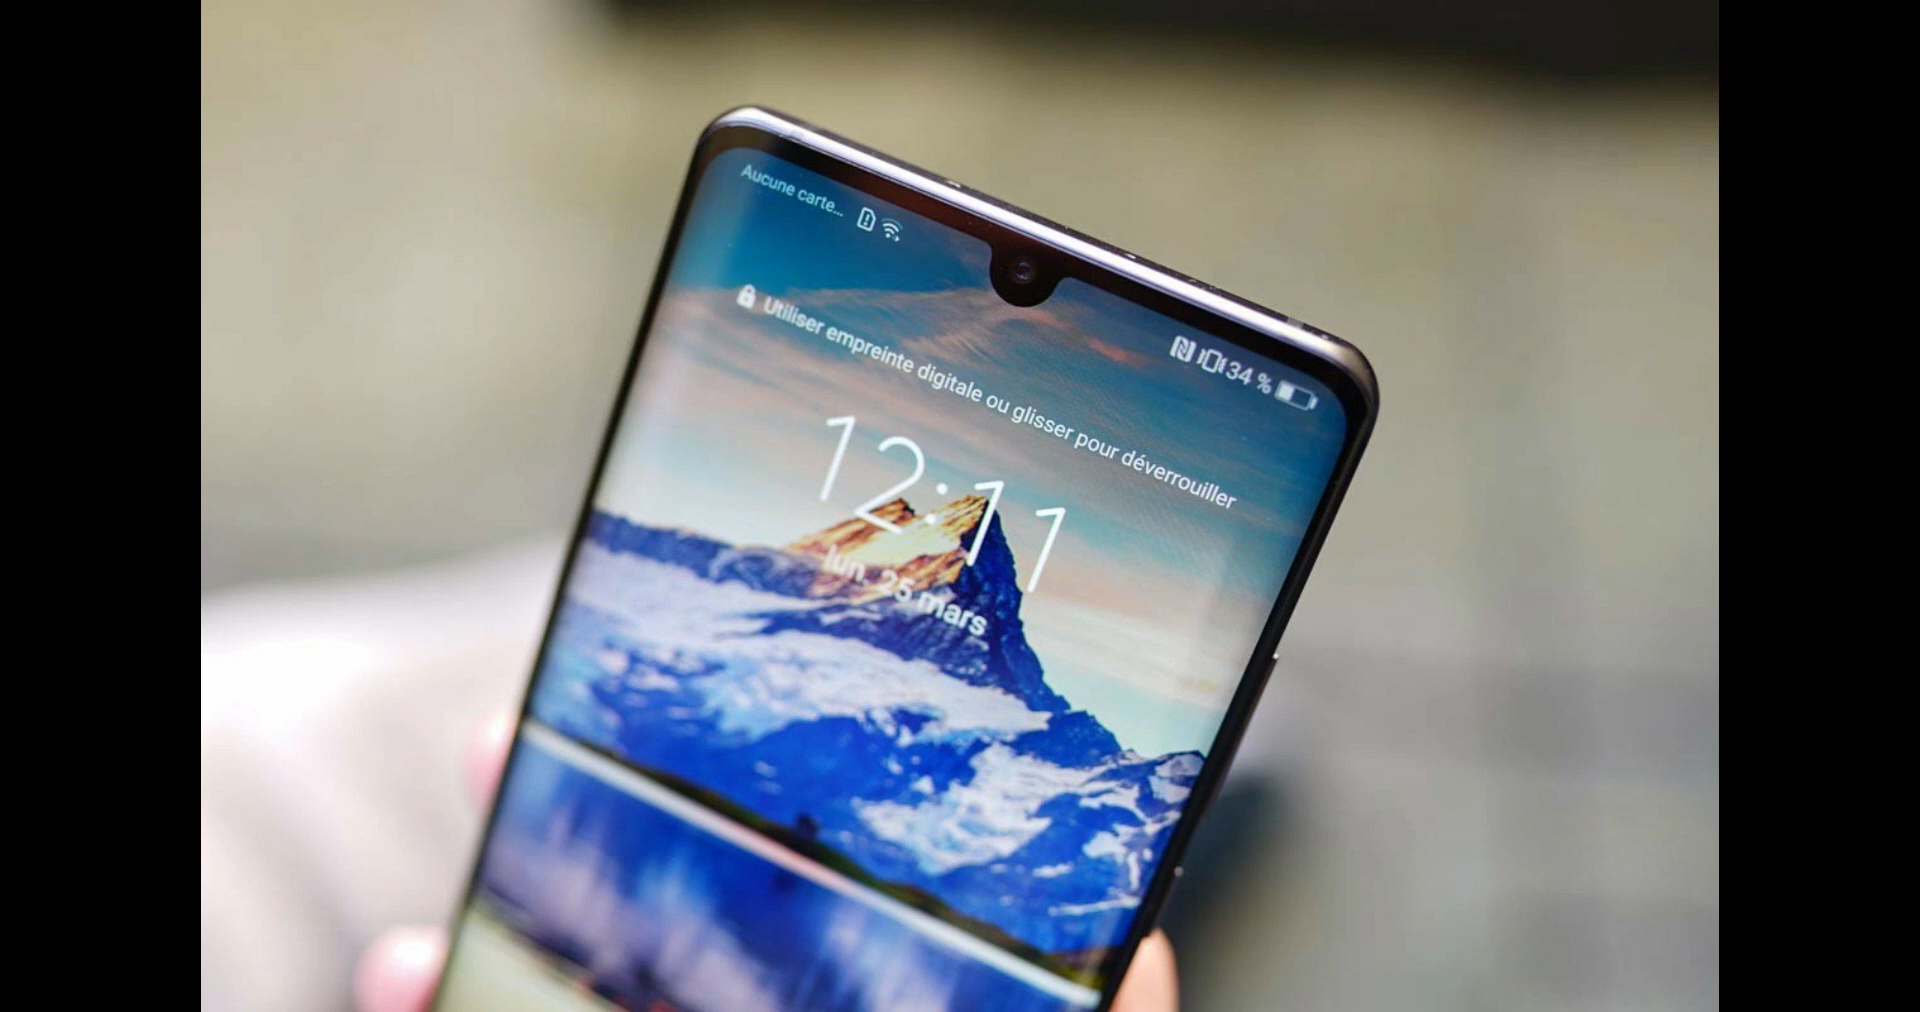 Aucune carte...
34 %
Utiliser empreinte digitale ou glisser pour déverrouiller
12:11
lun. 25 mars